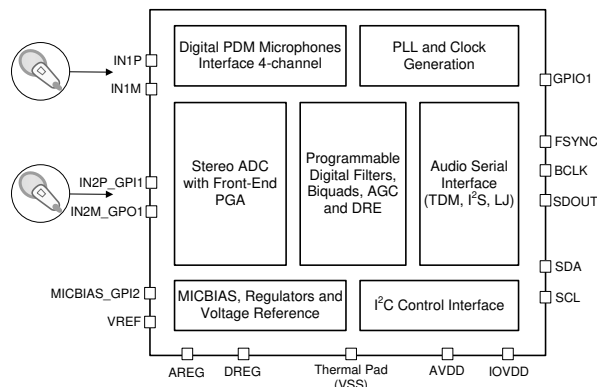 Digital PDM Microphones
Interface 4-channel
PLL and Clock
Generation
IN1P
IN1M
GPIO1
Stereo ADC
with Front-End
PGA
Programmable
Digital Filters,
Biquads, AGC
and DRE
Audio Serial
Interface
(TDM, I²S, LJ)
FSYNC
BCLK
SDOUT
IN2P_GPI1
IN2M_GPO1
SDA
SCL
MICBIAS_GPI2
VREF
MICBIAS, Regulators and
Voltage Reference
I²C Control Interface
AREG
DREG
Thermal Pad
(VSS)
AVDD
IOVDD